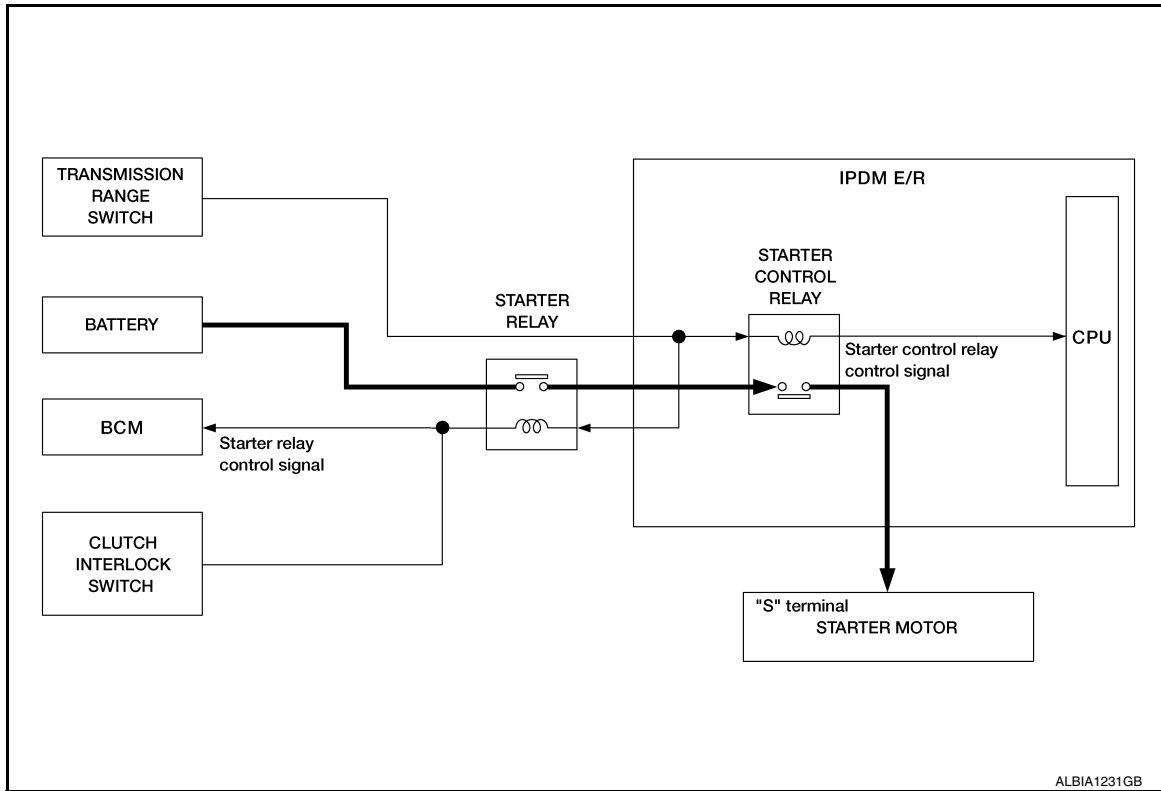 TRANSMISSION
RANGE
SWITCH
BATTERY
BCM
Starter relay
control signal
CLUTCH
INTERLOCK
SWITCH
STARTER
RELAY
IPDM E/R
STARTER
CONTROL
RELAY
Starter control relay
control signal
CPU
"S" terminal
STARTER MOTOR
ALBIA1231GB